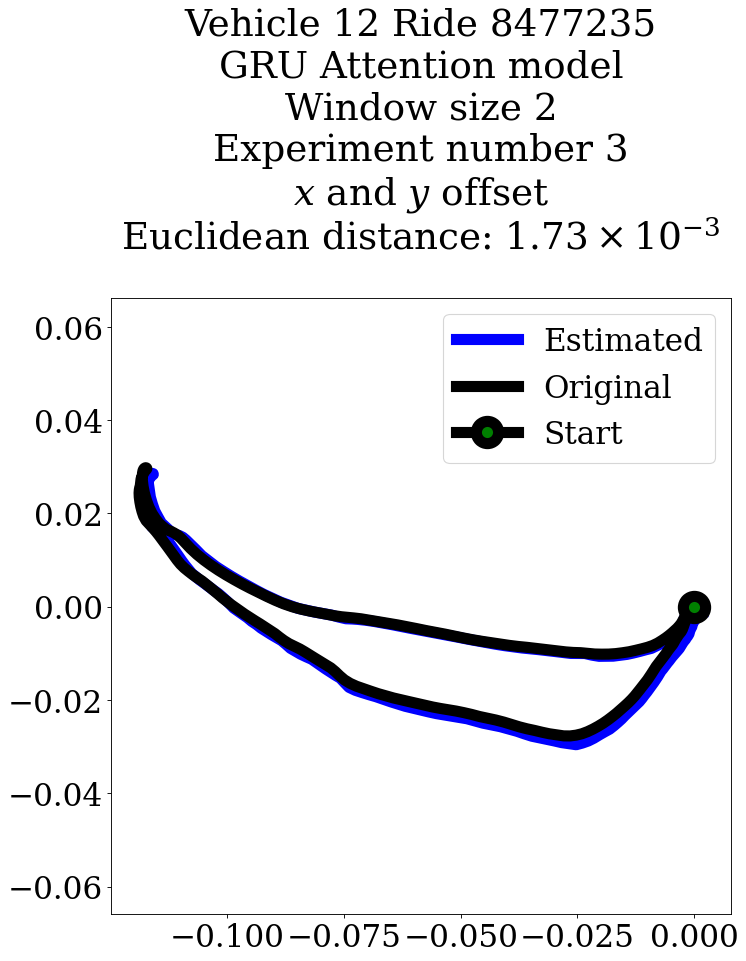 Vehicle 12 Ride 8477235
GRU Attention model
Window size 2
Experiment number 3
x and y offset
Euclidean distance: 1.73 × 10⁻³
Estimated
Original
Start
0.06
0.04
0.02
0.00
−0.02
−0.04
−0.06
−0.100 −0.075 −0.050 −0.025 0.000